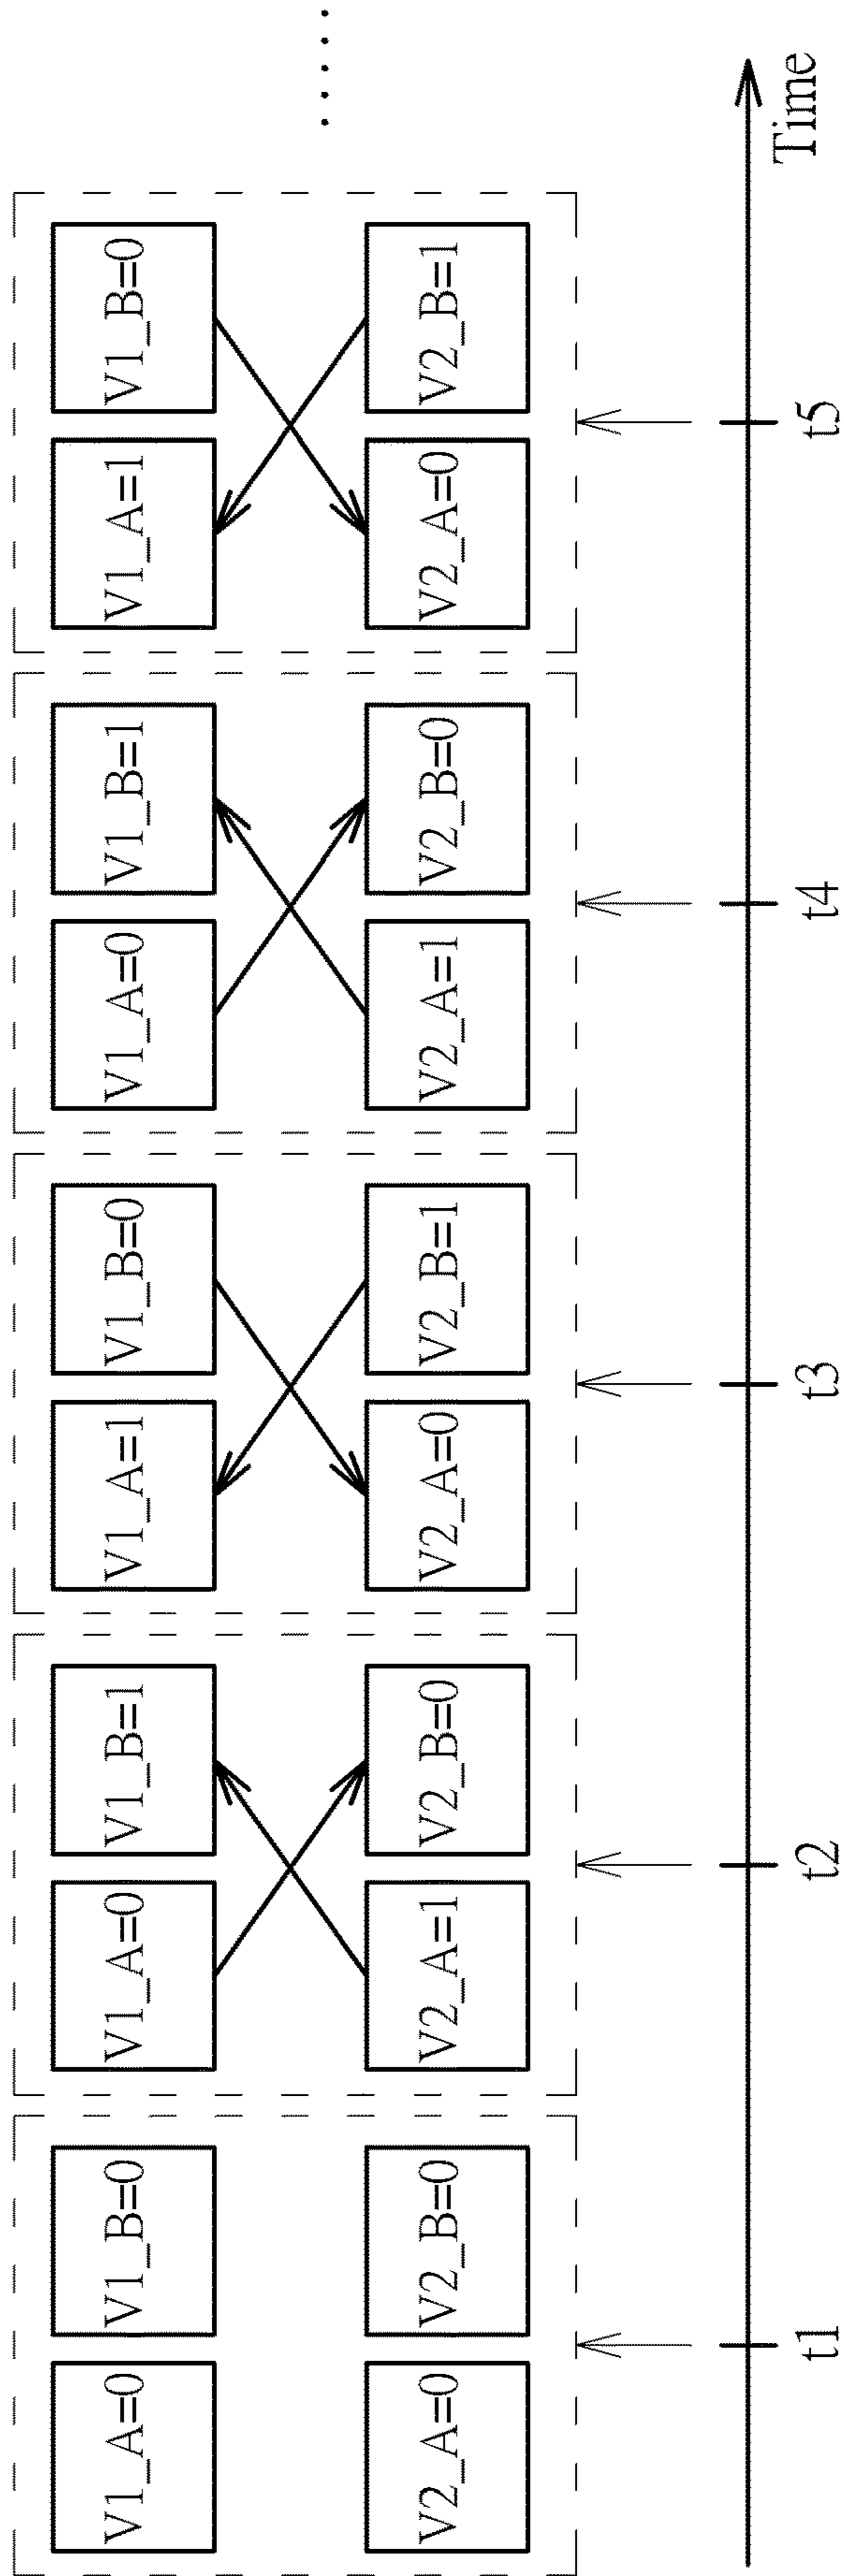 V1_A=0 V1_B=0 V1_A=0 V1_B=1 V1_A=1 V1_B=0 V1_A=0 V1_B=1 V1_A=1 V1_B=0 ......
V2_A=0 V2_B=0 V2_A=1 V2_B=0 V2_A=0 V2_B=1 V2_A=1 V2_B=0 V2_A=0 V2_B=1
t1 t2 t3 t4 t5 Time